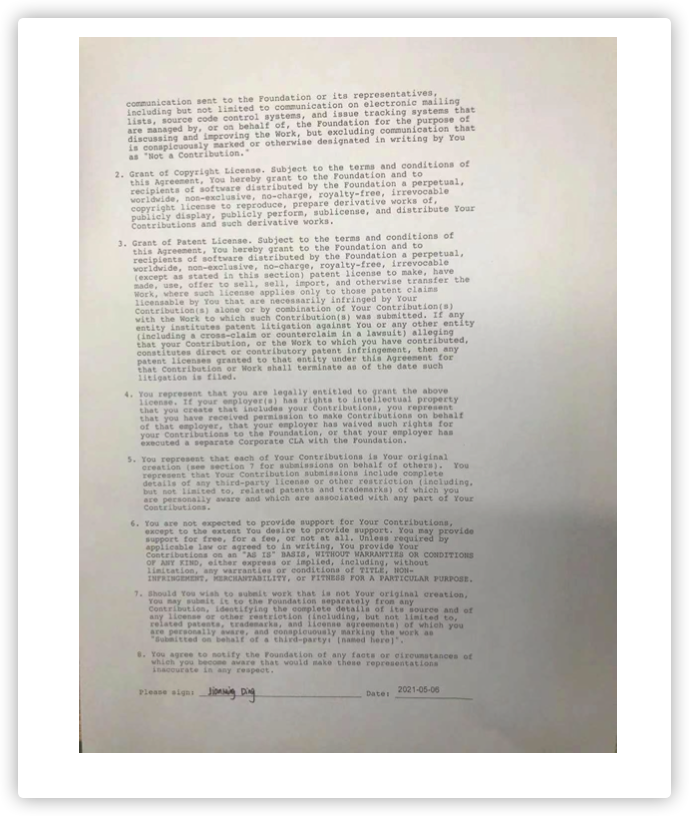 communication sent to the Foundation or its representatives,
including but not limited to communication on electronic mailing
lists, source code control systems, and issue tracking systems that
are managed by, or on behalf of, the Foundation for the purpose of
discussing and improving the Work, but excluding communication that
is conspicuously marked or otherwise designated in writing by You
as "Not a Contribution."
2. Grant of Copyright License. Subject to the terms and conditions of
this Agreement, You hereby grant to the Foundation and to
recipients of software distributed by the Foundation a perpetual,
worldwide, non-exclusive, no-charge, royalty-free, irrevocable
copyright license to reproduce, prepare derivative works of,
publicly display, publicly perform, sublicense, and distribute Your
Contributions and such derivative works.
3. Grant of Patent License. Subject to the terms and conditions of
this Agreement, You hereby grant to the Foundation and to
recipients of software distributed by the Foundation a perpetual,
worldwide, non-exclusive, no-charge, royalty-free, irrevocable
(except as stated in this section) patent license to make, have
made, use, offer to sell, sell, import, and otherwise transfer the
Work, where such license applies only to those patent claims
licensable by You that are necessarily infringed by Your
Contribution(s) alone or by combination of Your Contribution(s)
with the Work to which such Contribution(s) was submitted. If any
entity institutes patent litigation against You or any other entity
(including a cross-claim or counterclaim in a lawsuit) alleging
that your Contribution, or the Work to which you have contributed,
constitutes direct or contributory patent infringement, then any
patent licenses granted to that entity under this Agreement for
that Contribution or Work shall terminate as of the date such
litigation is filed.
4. You represent that you are legally entitled to grant the above
license. If your employer(s) has rights to intellectual property
that you create that includes your Contributions, you represent
that you have received permission to make Contributions on behalf
of that employer, that your employer has waived such rights for
your Contributions to the Foundation, or that your employer has
executed a separate Corporate CLA with the Foundation.
5. You represent that each of Your Contributions is Your original
creation (see section 7 for submissions on behalf of others). You
represent that Your Contribution submissions include complete
details of any third-party license or other restriction (including,
but not limited to, related patents and trademarks) of which you
are personally aware and which are associated with any part of Your
Contributions.
6. You are not expected to provide support for Your Contributions,
except to the extent You desire to provide support. You may provide
support for free, for a fee, or not at all. Unless required by
applicable law or agreed to in writing, You provide Your
Contributions on an "AS IS" BASIS, WITHOUT WARRANTIES OR CONDITIONS
OF ANY KIND, either express or implied, including, without
limitation, any warranties or conditions of TITLE, NON-
INFRINGEMENT, MERCHANTABILITY, or FITNESS FOR A PARTICULAR PURPOSE.
7. Should You wish to submit work that is not Your original creation,
You may submit it to the Foundation separately from any
Contribution, identifying the complete details of its source and of
any license or other restriction (including, but not limited to,
related patents, trademarks, and license agreements) of which you
are personally aware, and conspicuously marking the work as
"Submitted on behalf of a third-party: [named here]".
8. You agree to notify the Foundation of any facts or circumstances of
which you become aware that would make these representations
inaccurate in any respect.
Please sign: Ding Date: 2021-05-06